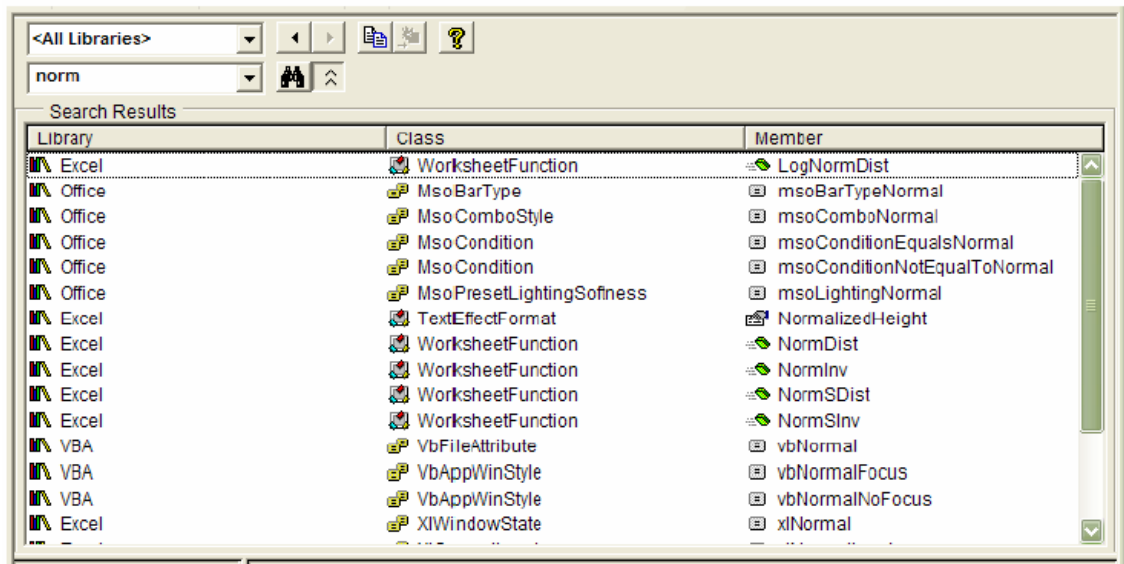 <All Libraries>
norm
Search Results
Library Class Member
Excel WorksheetFunction LogNormDist
Office MsoBarType msoBarTypeNormal
Office MsoComboStyle msoComboNormal
Office MsoCondition msoConditionEqualsNormal
Office MsoCondition msoConditionNotEqualToNormal
Office MsoPresetLightingSoftness msoLightingNormal
Excel TextEffectFormat NormalizedHeight
Excel WorksheetFunction NormDist
Excel WorksheetFunction NormInv
Excel WorksheetFunction NormSDist
Excel WorksheetFunction NormSInv
VBA VbFileAttribute vbNormal
VBA VbAppWinStyle vbNormalFocus
VBA VbAppWinStyle vbNormalNoFocus
Excel XlWindowState xlNormal